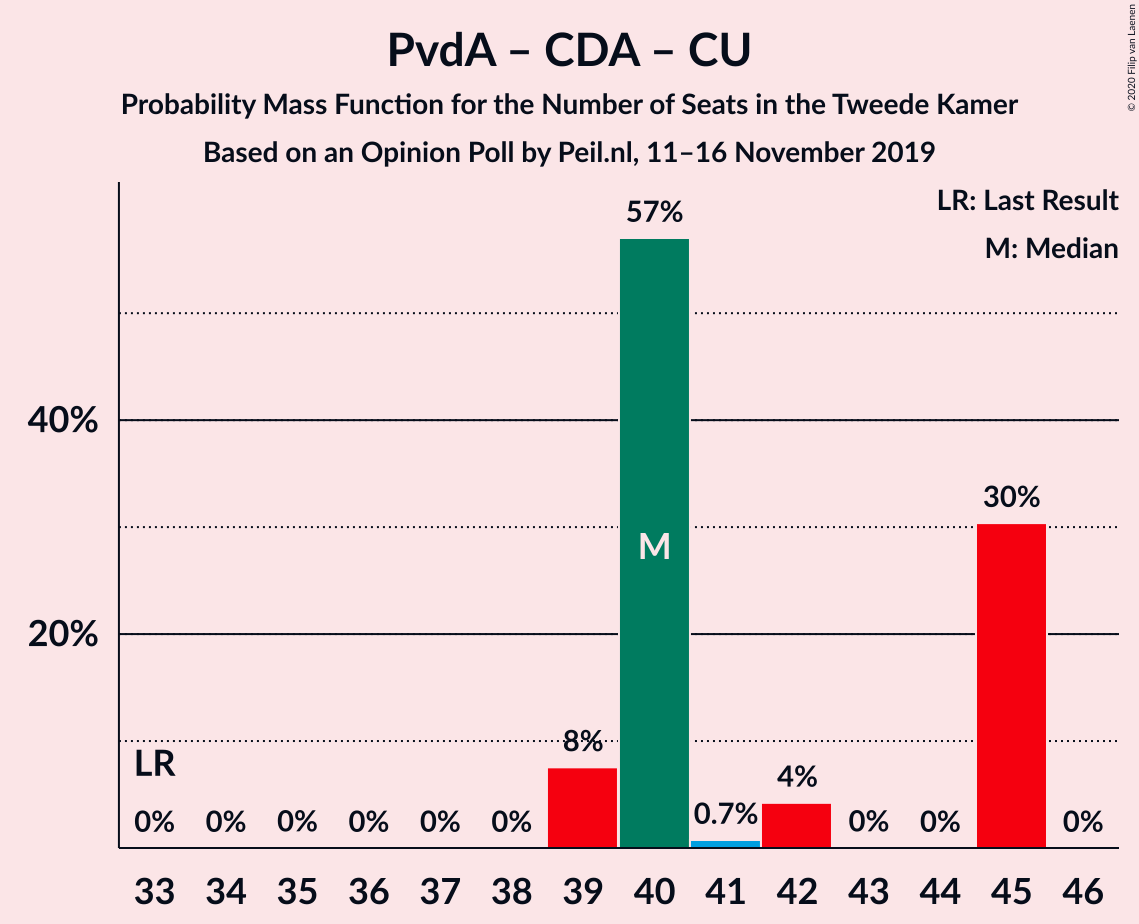 PvdA – CDA – CU
Probability Mass Function for the Number of Seats in the Tweede Kamer
Based on an Opinion Poll by Peil.nl, 11–16 November 2019
© 2020 Filip van Laenen
LR: Last Result
M: Median
57%
40%
30%
M
20%
8%
LR
4%
0.7%
0% 0% 0% 0% 0% 0% 0% 0% 0%
33 34 35 36 37 38 39 40 41 42 43 44 45 46